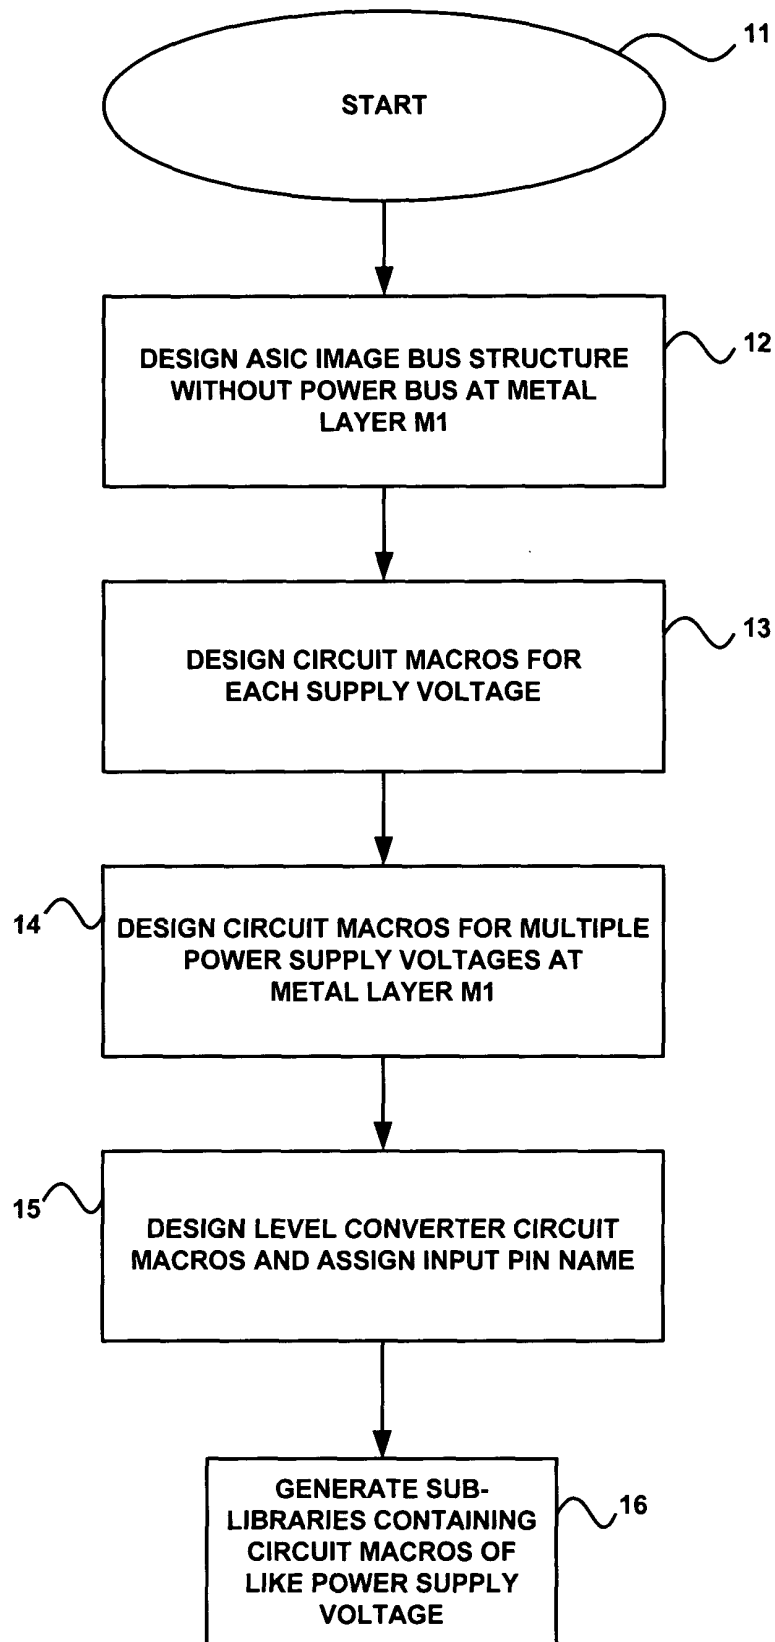 11
START
12
DESIGN ASIC IMAGE BUS STRUCTURE
WITHOUT POWER BUS AT METAL
LAYER M1
13
DESIGN CIRCUIT MACROS FOR
EACH SUPPLY VOLTAGE
14
DESIGN CIRCUIT MACROS FOR MULTIPLE
POWER SUPPLY VOLTAGES AT
METAL LAYER M1
15
DESIGN LEVEL CONVERTER CIRCUIT
MACROS AND ASSIGN INPUT PIN NAME
GENERATE SUB-
16
LIBRARIES CONTAINING
CIRCUIT MACROS OF
LIKE POWER SUPPLY
VOLTAGE